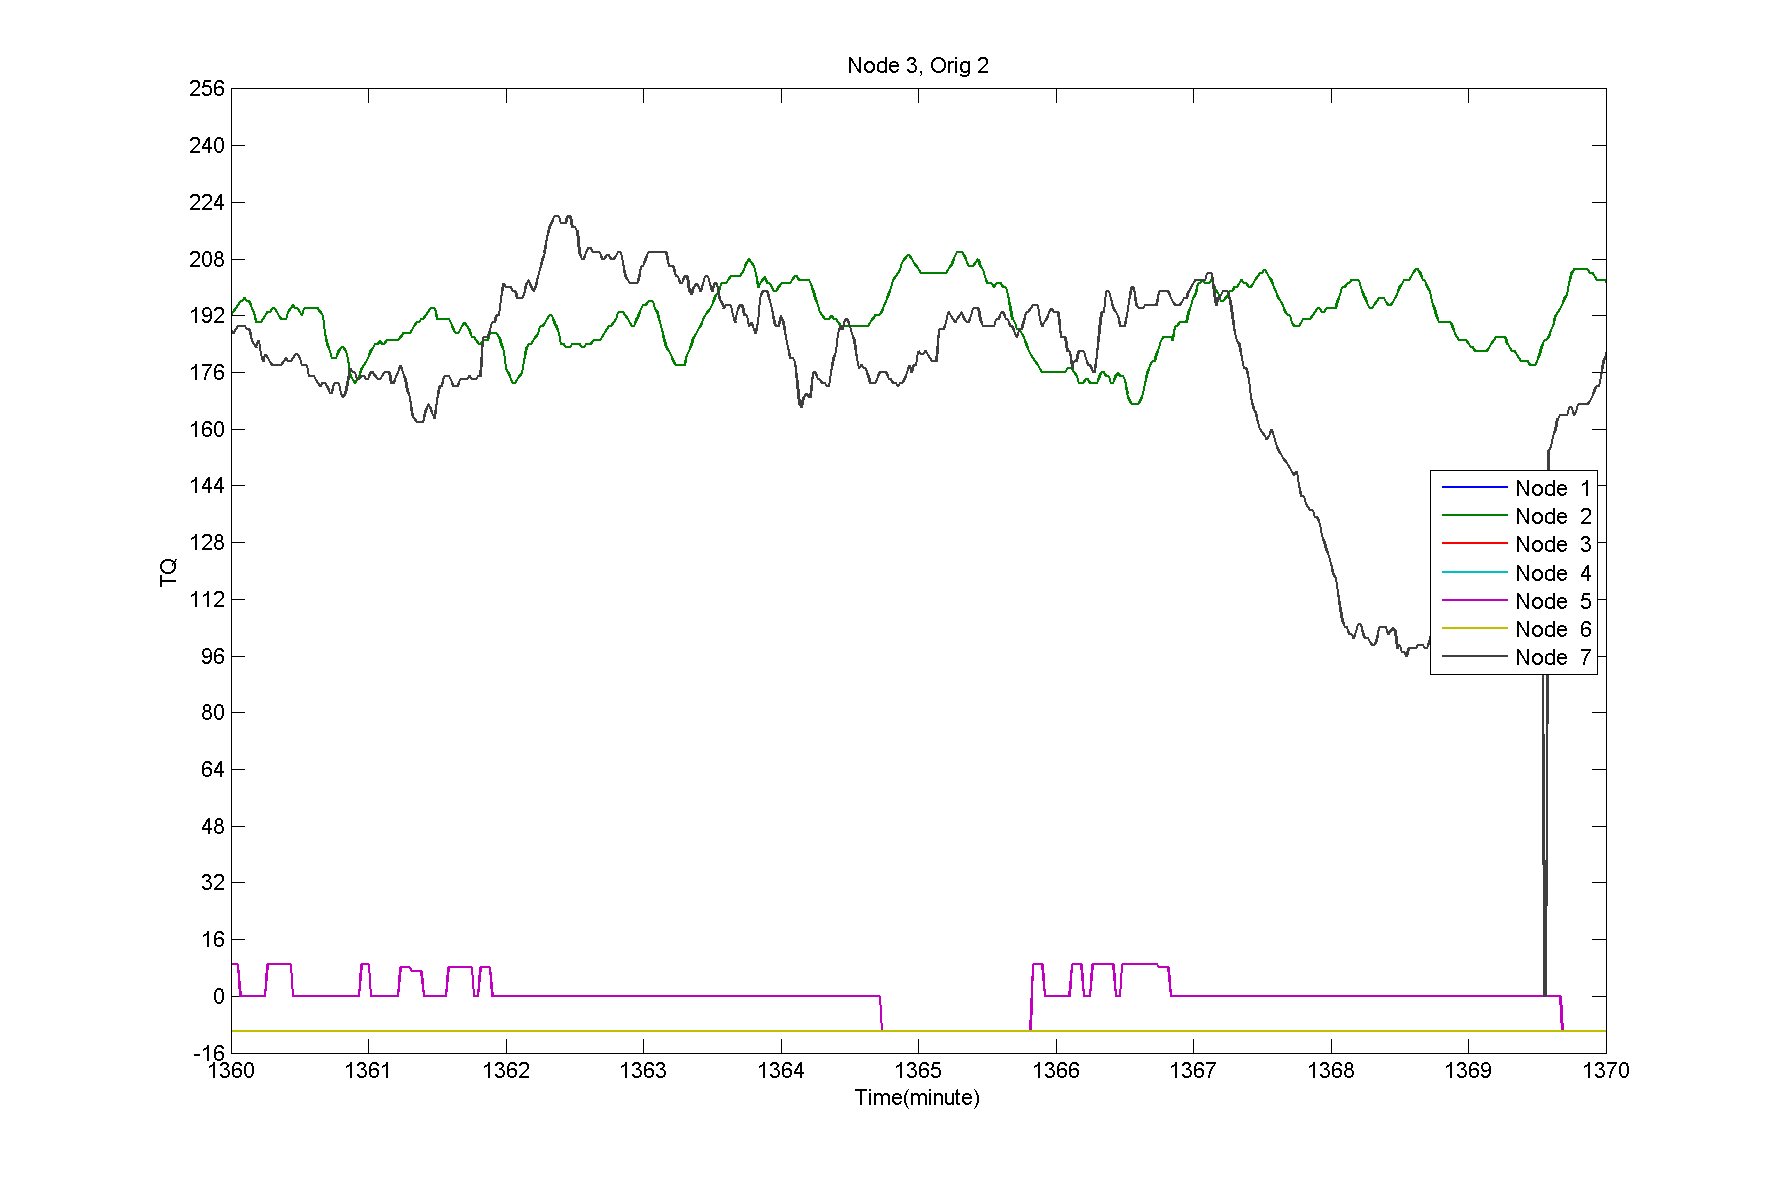 Node 3, Orig 2
256
240
224
208
192
176
160
144
128
112
96
80
64
48
32
16
0
-16
TQ
Node 1
Node 2
Node 3
Node 4
Node 5
Node 6
Node 7
1360 1361 1362 1363 1364 1365 1366 1367 1368 1369 1370
Time(minute)